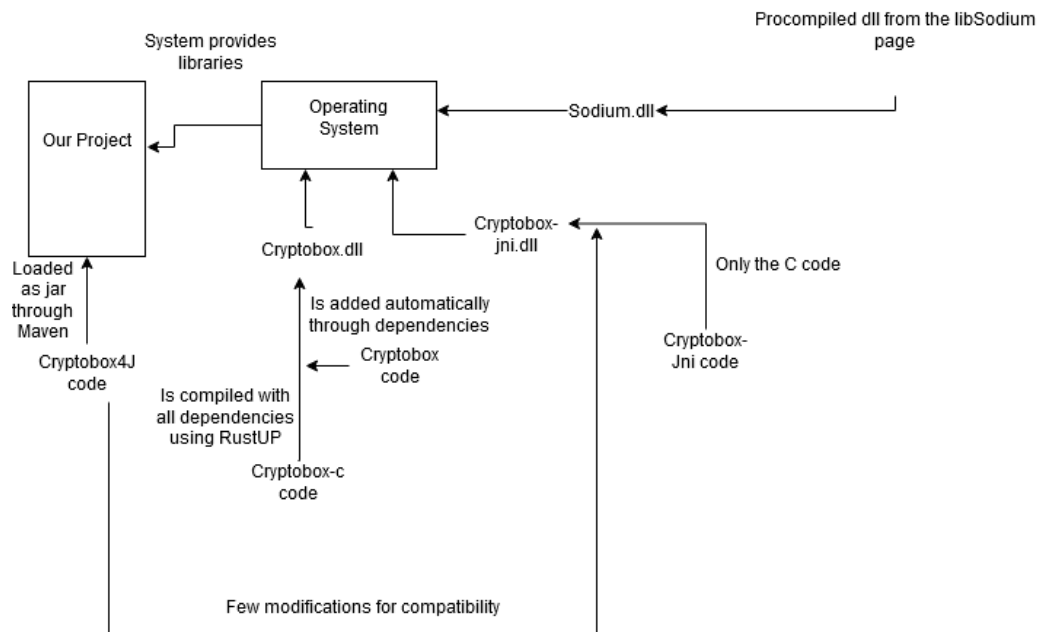 Procompiled dll from the libSodium
page
System provides
libraries
Our Project
Operating
System
Sodium.dll
Cryptobox.dll
Cryptobox-
jni.dll
Only the C code
Loaded
as jar
through
Maven
Is added automatically
through dependencies
Cryptobox4J
code
Cryptobox
code
Cryptobox-
Jni code
Is compiled with
all dependencies
using RustUP
Cryptobox-c
code
Few modifications for compatibility